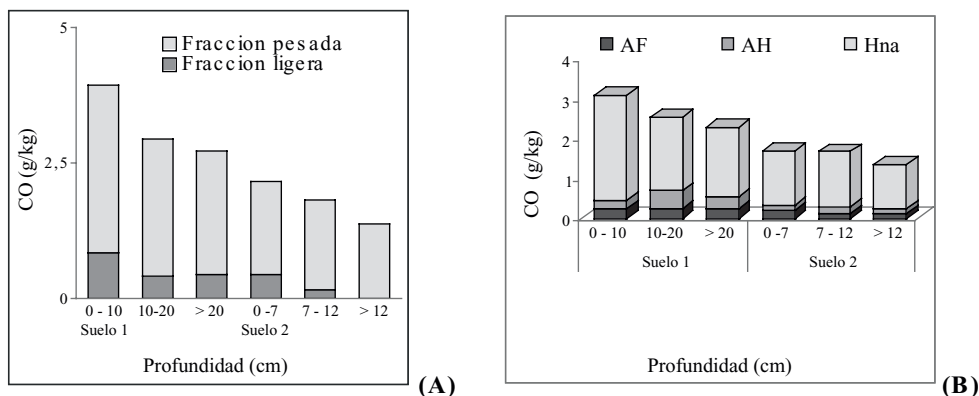 5
2,5
0
CO (g/kg)
Fraccion pesada
Fraccion ligera
0 - 10 10-20 > 20 0 -7 7 - 12 > 12
Suelo 1 Suelo 2
Profundidad (cm)
(A)
AF AH Hna
4
3
2
1
0
CO (g/kg)
0 - 10 10-20 > 20 0 -7 7 - 12 > 12
Suelo 1 Suelo 2
Profundidad (cm)
(B)